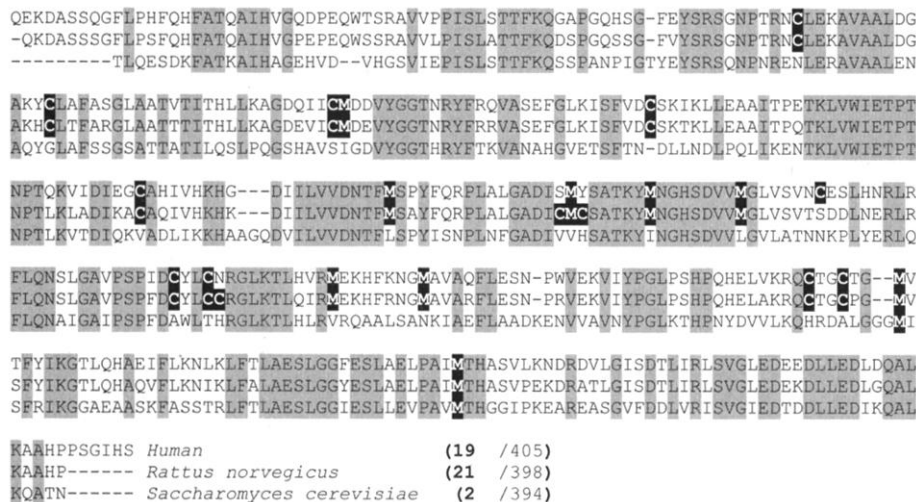 QEKDASSQGFLPHFQHFATQAIHVGQDPEQWTSRAVVPPISLSTTFKQGAPGQHSG-FEYSRSGNPTRNCLEKAVAALDG
-QKDASSSGFLPSFQHFATQAIHVGPEPEQWSSRAVVLPISLATTFKQDSPGQSSG-FVYSRSGNPTRNCLEKAVAALDG
---------TLQESDKFATKAIHAGEHVD--VHGSVIEPISLSTTFKQSSPANPIGTYEYSRSQNPNRENLERAVAALEN
AKYCLAFASGLAATVTITHLLKAGDQIICMDDVYGGTNRYFRQVASEFGLKISFVDCSKIKLLEAAITPETKLVWIETPT
AKHCLTFARGLAATTTITHLLKAGDEVICMDEVYGGTNRYFRRVASEFGLKISFVDCSKTKLLEAAITPQTKLVWIETPT
AQYGLAFSSGSATTATILQSLPQGSHAVSIGDVYGGTHRYFTKVANAHGVETSFTN-DLLNDLPQLIKENTKLVWIETPT
NPTQKVIDIEGCAHIVHKHG---DIILVVDNTFMSPYFQRPLALGADISMYSATKYMNGHSDVVMGLVSVNCESLHNRLR
NPTLKLADIKACAQIVHKHK---DIILVVDNTFMSAYFQRPLALGADICMCSATKYMNGHSDVVMGLVSVTSDDLNERLR
NPTLKVTDIQKVADLIKKHAAGQDVILVVDNTFLSPYISNPLNFGADIVVHSATKYINGHSDVVLGVLATNNKPLYERLQ
FLQNSLGAVPSPIDCYLCNRGLKTLHVRMEKHFKNGMAVAQFLESN-PWVEKVIYPGLPSHPQHELVKRQCTGCTG--MV
FLQNSLGAVPSPFDCYLCCRGLKTLQIRMEKHFRNGMAVARFLESN-PRVEKVIYPGLPSHPQHELAKRQCTGCPG--MV
FLQNAIGAIPSPFDAWLTHRGLKTLHLRVRQAALSANKIAEFLAADKENVVAVNYPGLKTHPNYDVVLKQHRDALGGGMI
TFYIKGTLQHAEIFLKNLKLFTLAESLGGFESLAELPAIMTHASVLKNDRDVLGISDTLIRLSVGLEDEEDLLEDLDQAL
SFYIKGTLQHAQVFLKNIKLFALAESLGGYESLAELPAIMTHASVPEKDRATLGISDTLIRLSVGLEDEKDLLEDLGQAL
SFRIKGGAEAASKFASSTRLFTLAESLGGIESLLEVPAVMTHGGIPKEAREASGVFDDLVRISVGIEDTDDLLEDIKQAL
KAAHPPSGIHS Human (19 /405)
KAAHP------ Rattus norvegicus (21 /398)
KQATN------ Saccharomyces cerevisiae (2 /394)